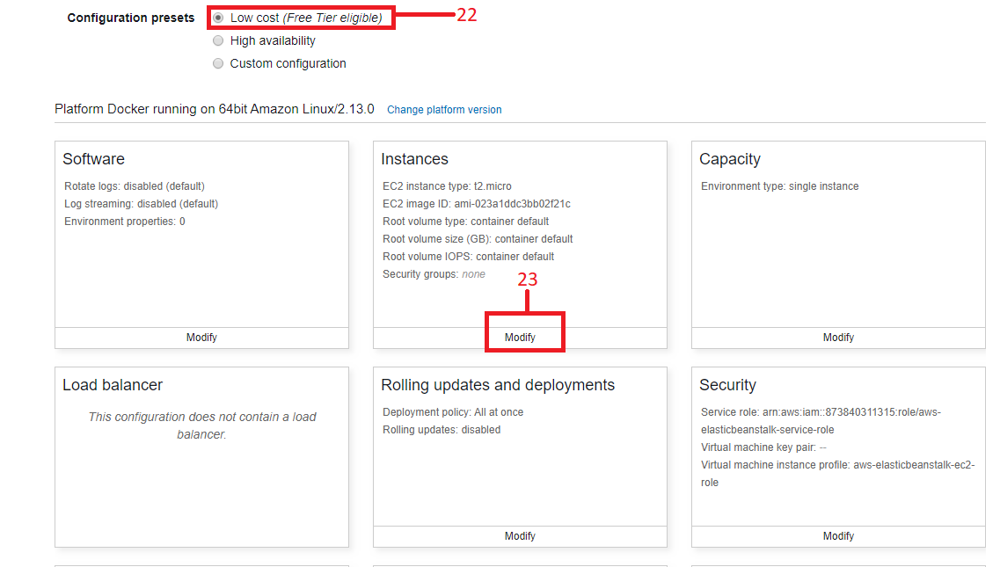 Configuration presets
Low cost (Free Tier eligible)
22
High availability
Custom configuration
Platform Docker running on 64bit Amazon Linux/2.13.0 Change platform version
Software
Rotate logs: disabled (default)
Log streaming: disabled (default)
Environment properties: 0
Modify
Instances
EC2 instance type: t2.micro
EC2 image ID: ami-023a1ddc3bb02f21c
Root volume type: container default
Root volume size (GB): container default
Root volume IOPS: container default
Security groups: none
23
Modify
Capacity
Environment type: single instance
Modify
Load balancer
This configuration does not contain a load
balancer.
Rolling updates and deployments
Deployment policy: All at once
Rolling updates: disabled
Modify
Security
Service role: arn:aws:iam::873840311315:role/aws-
elasticbeanstalk-service-role
Virtual machine key pair: --
Virtual machine instance profile: aws-elasticbeanstalk-ec2-
role
Modify